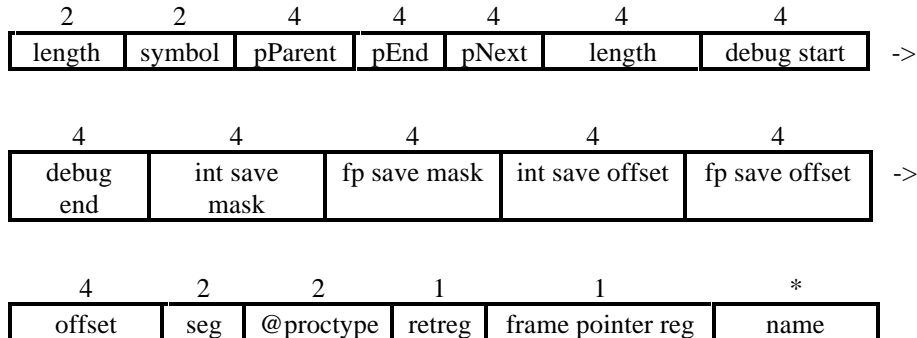 2 2 4 4 4 4 4
length symbol pParent pEnd pNext length debug start ->
4 4 4 4 4
debug int save fp save mask int save offset fp save offset ->
end mask
4 2 2 1 1 *
offset seg @proctype retreg frame pointer reg name